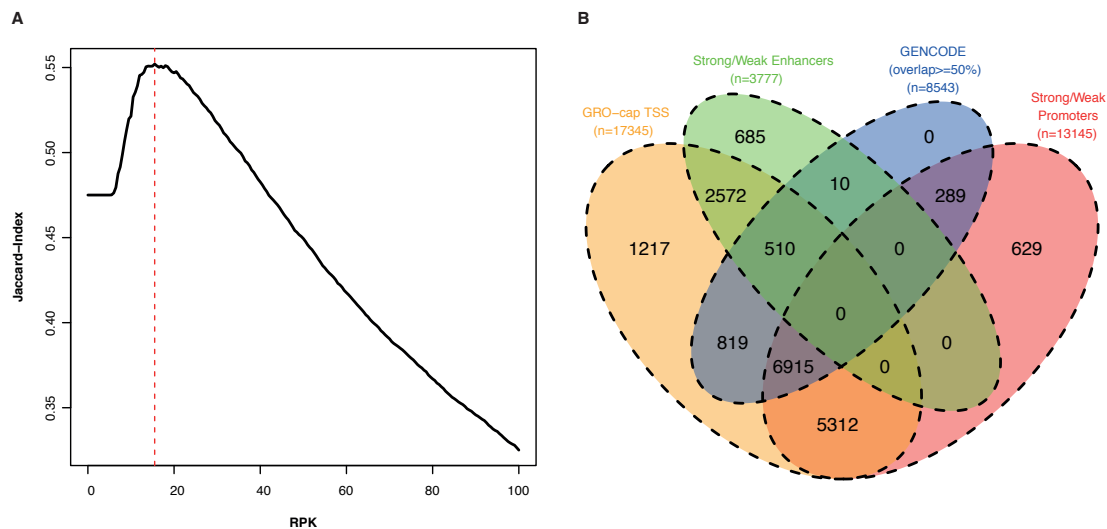 A
Jaccard−Index
0.55
0.50
0.45
0.40
0.35
0
20
40
60
80
100
RPK
B
GRO−cap TSS
(n=17345)
Strong/Weak Enhancers
(n=3777)
GENCODE
(overlap>=50%)
(n=8543)
Strong/Weak
Promoters
(n=13145)
685
0
2572
10
289
1217
510
0
629
0
819
0
6915
0
5312